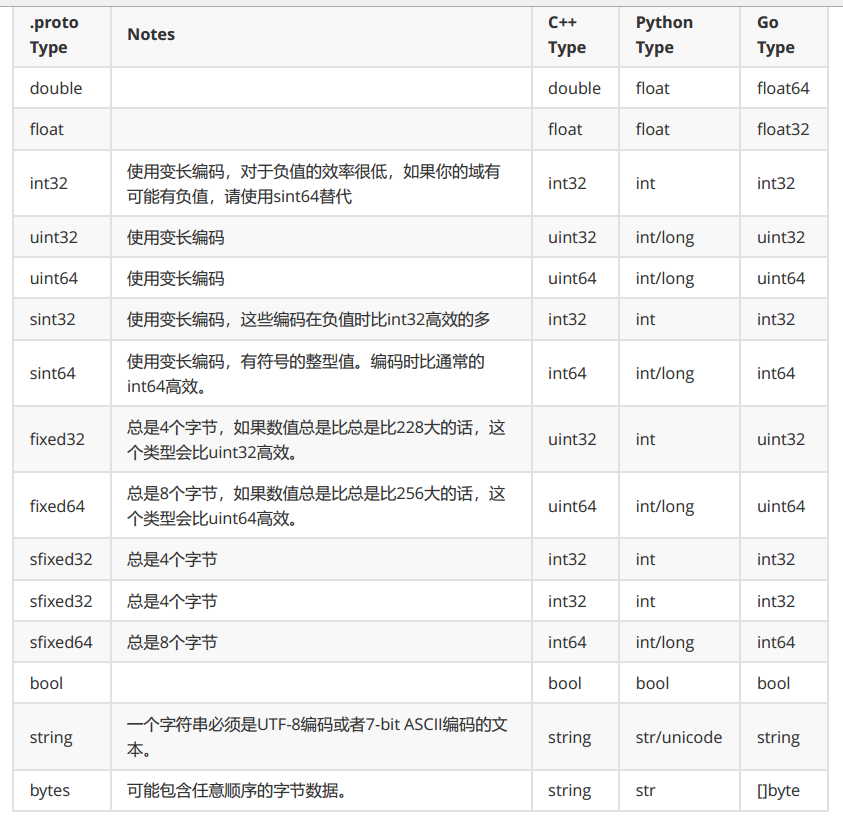 .proto Type	Notes	C++ Type	Python Type	Go Type
double		double	float	float64
float		float	float	float32
int32	使用变长编码，对于负值的效率很低，如果你的域有
可能有负值，请使用sint64替代	int32	int	int32
uint32	使用变长编码	uint32	int/long	uint32
uint64	使用变长编码	uint64	int/long	uint64
sint32	使用变长编码，这些编码在负值时比int32高效的多	int32	int	int32
sint64	使用变长编码，有符号的整型值。编码时比通常的
int64高效。	int64	int/long	int64
fixed32	总是4个字节，如果数值总是比总是比228大的话，这
个类型会比uint32高效。	uint32	int	uint32
fixed64	总是8个字节，如果数值总是比总是比256大的话，这
个类型会比uint64高效。	uint64	int/long	uint64
sfixed32	总是4个字节	int32	int	int32
sfixed32	总是4个字节	int32	int	int32
sfixed64	总是8个字节	int64	int/long	int64
bool		bool	bool	bool
string	一个字符串必须是UTF-8编码或者7-bit ASCII编码的文
本。	string	str/unicode	string
bytes	可能包含任意顺序的字节数据。	string	str	[]byte